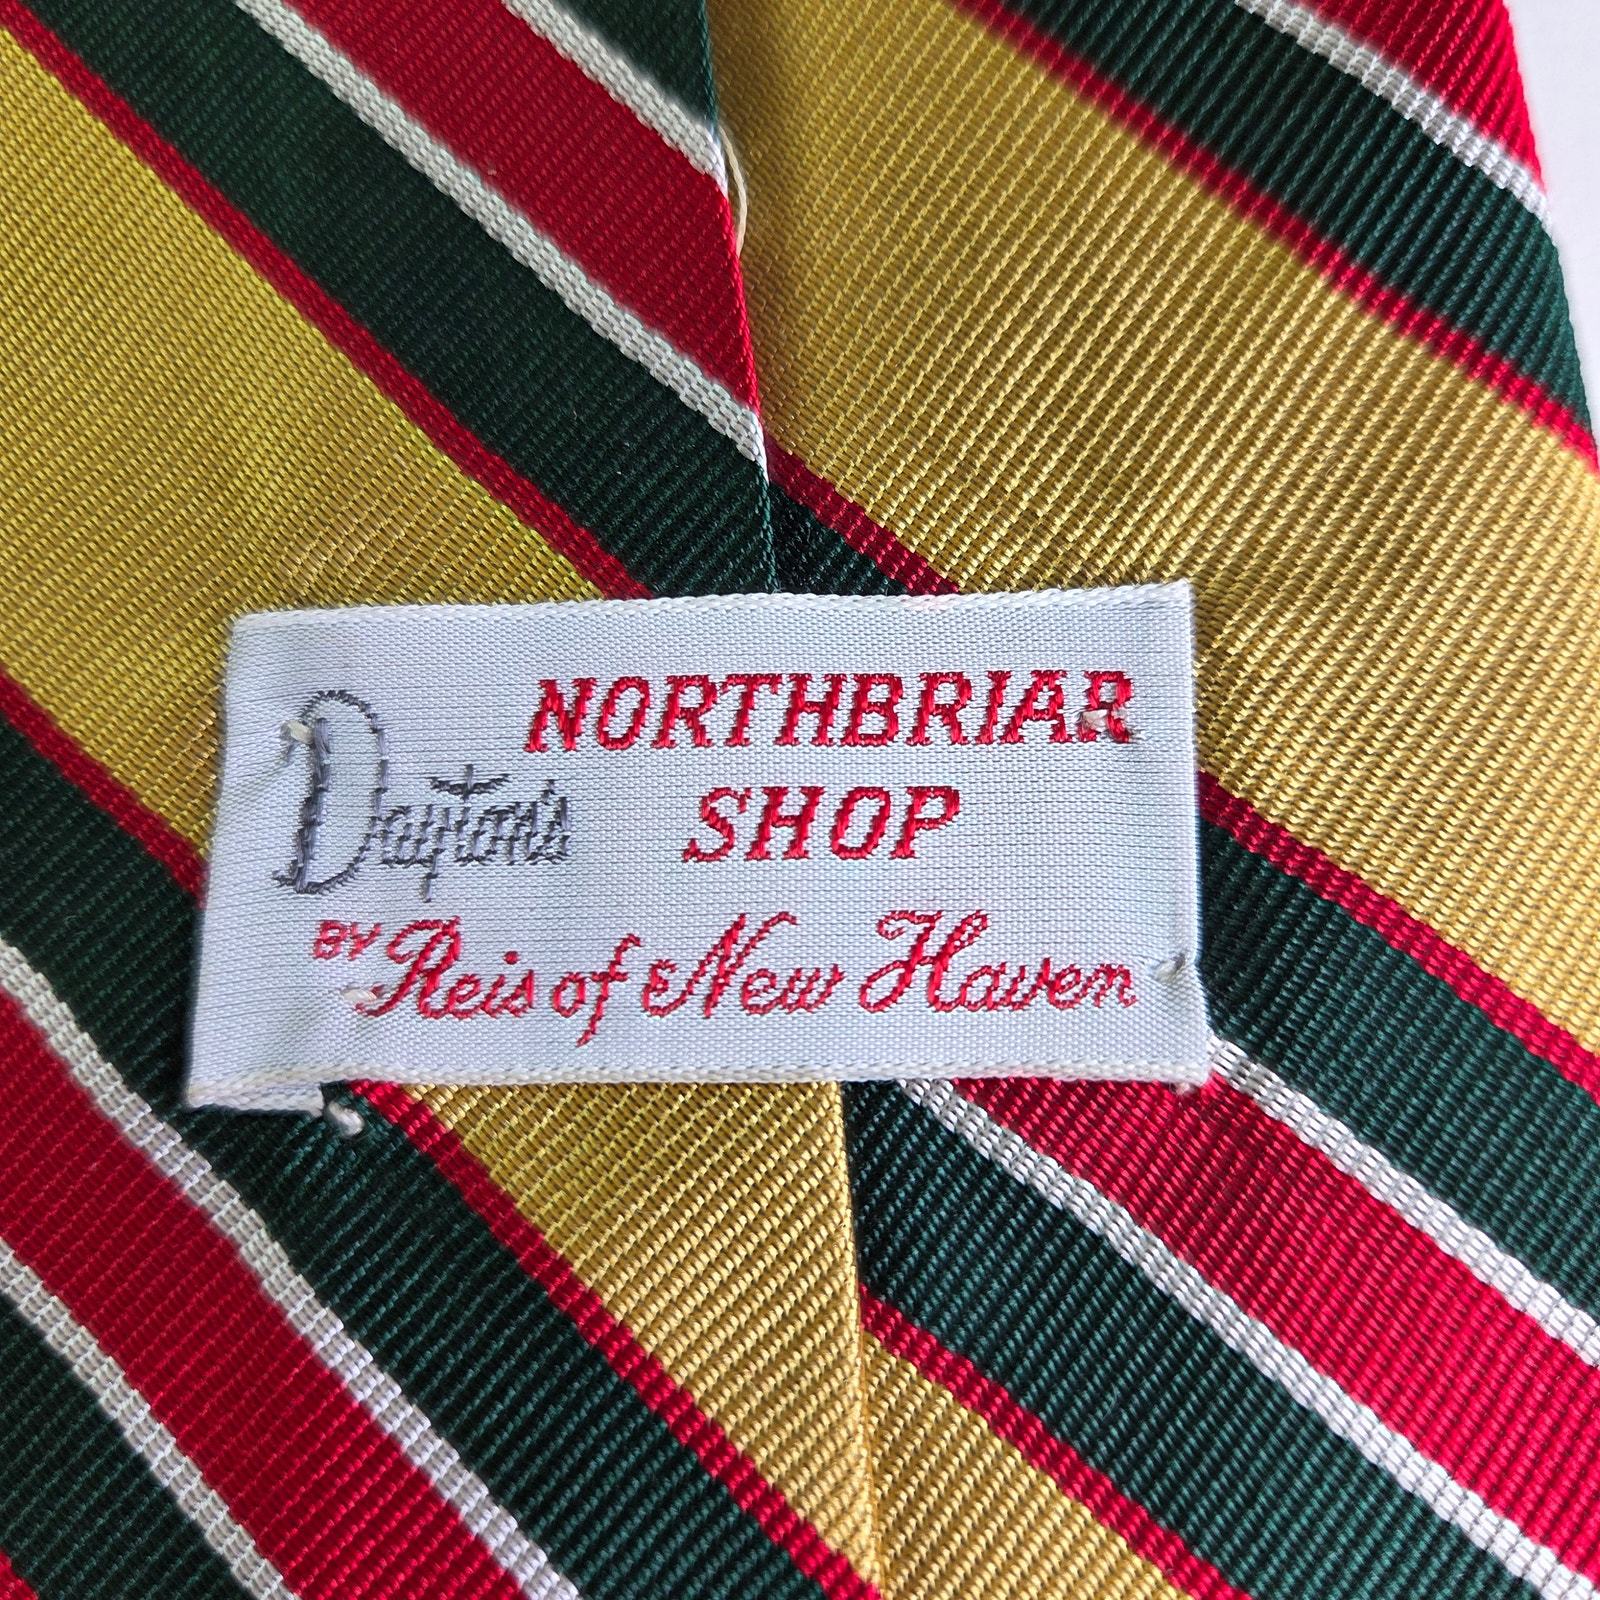 NORTHBRIAR
Dayton's SHOP
BY Reis of New Haven